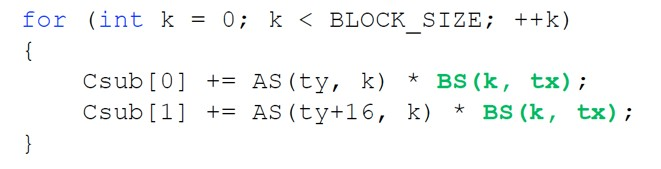 for (int k = 0; k < BLOCK_SIZE; ++k)
{
    Csub[0] += AS(ty, k) * BS(k, tx);
    Csub[1] += AS(ty+16, k) * BS(k, tx);
}